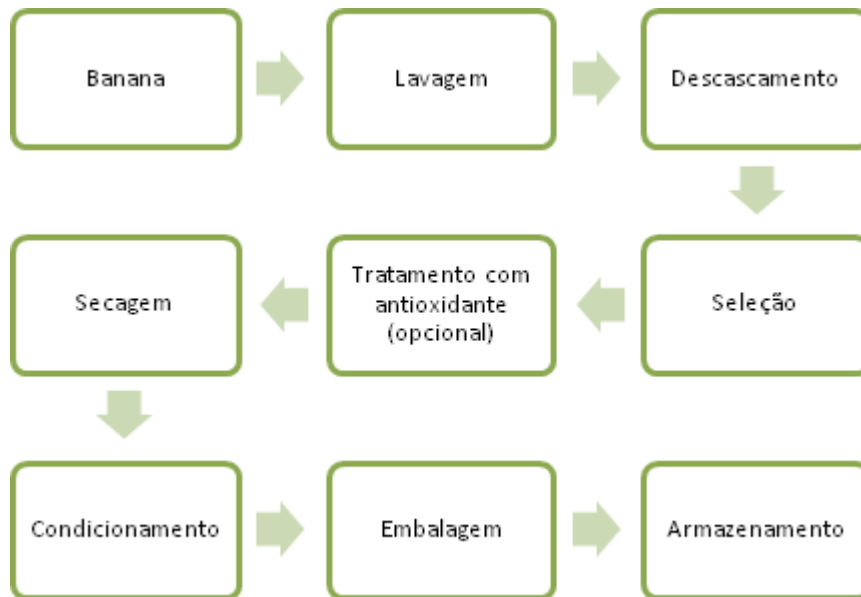 Banana
Lavagem
Descascamento
Seleção
Tratamento com
antioxidante
(opcional)
Secagem
Condicionamento
Embalagem
Armazenamento